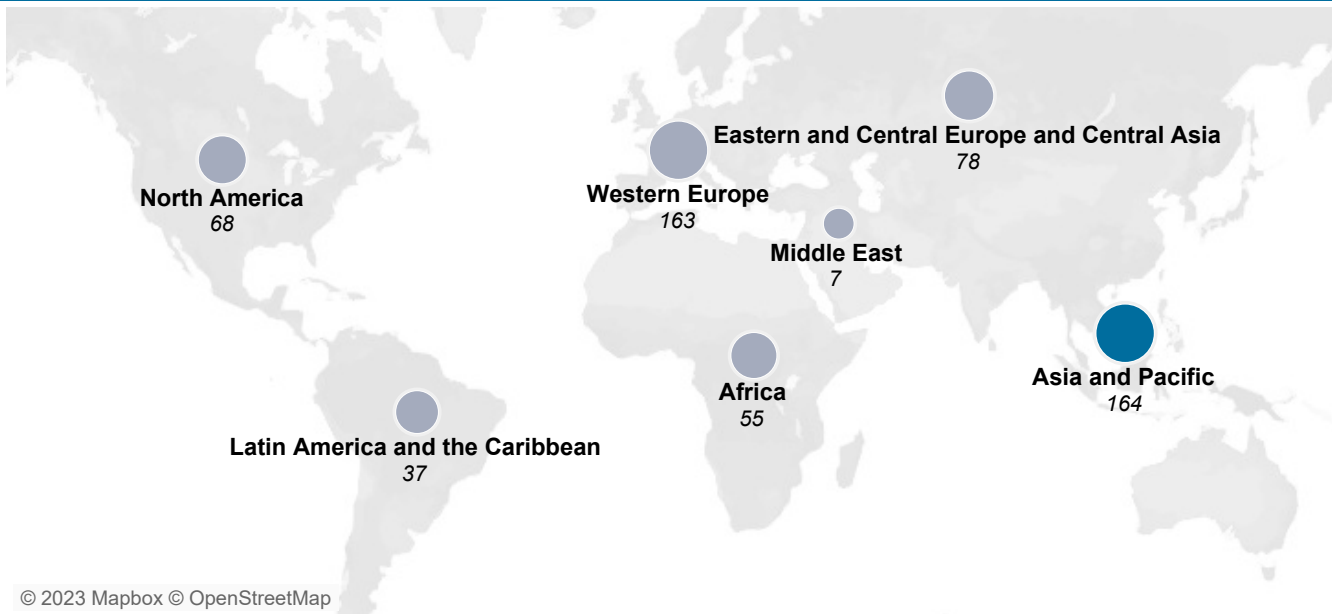 Eastern and Central Europe and Central Asia
78
North America
68
Western Europe
163
Middle East
7
Asia and Pacific
164
Africa
55
Latin America and the Caribbean
37
© 2023 Mapbox © OpenStreetMap